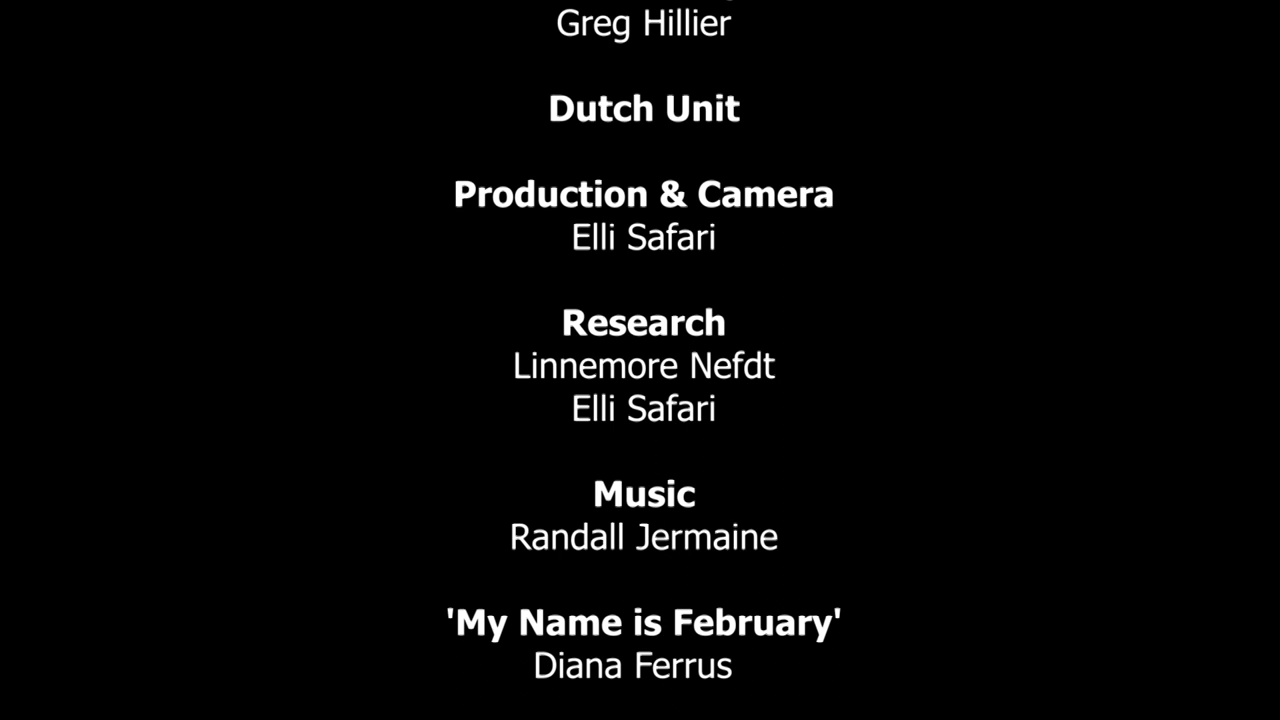 Greg Hillier
Dutch Unit
Production & Camera
Elli Safari
Research
Linnemore Nefdt
Elli Safari
Music
Randall Jermaine
'My Name is February'
Diana Ferrus